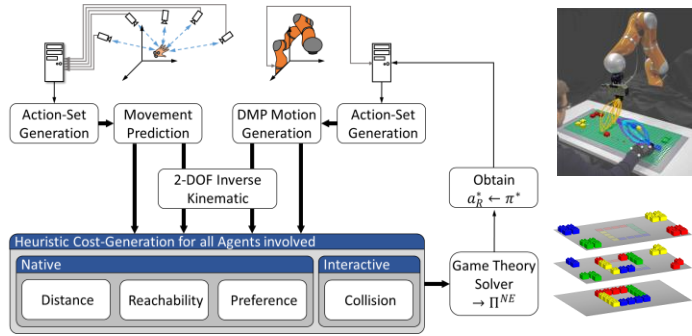 Action-Set
Generation
Movement
Prediction
DMP Motion
Generation
Action-Set
Generation
2-DOF Inverse
Kinematic
Obtain
a*_R ← π*
Heuristic Cost-Generation for all Agents involved
Native
Interactive
Distance
Reachability
Preference
Collision
Game Theory
Solver
→ Π^NE